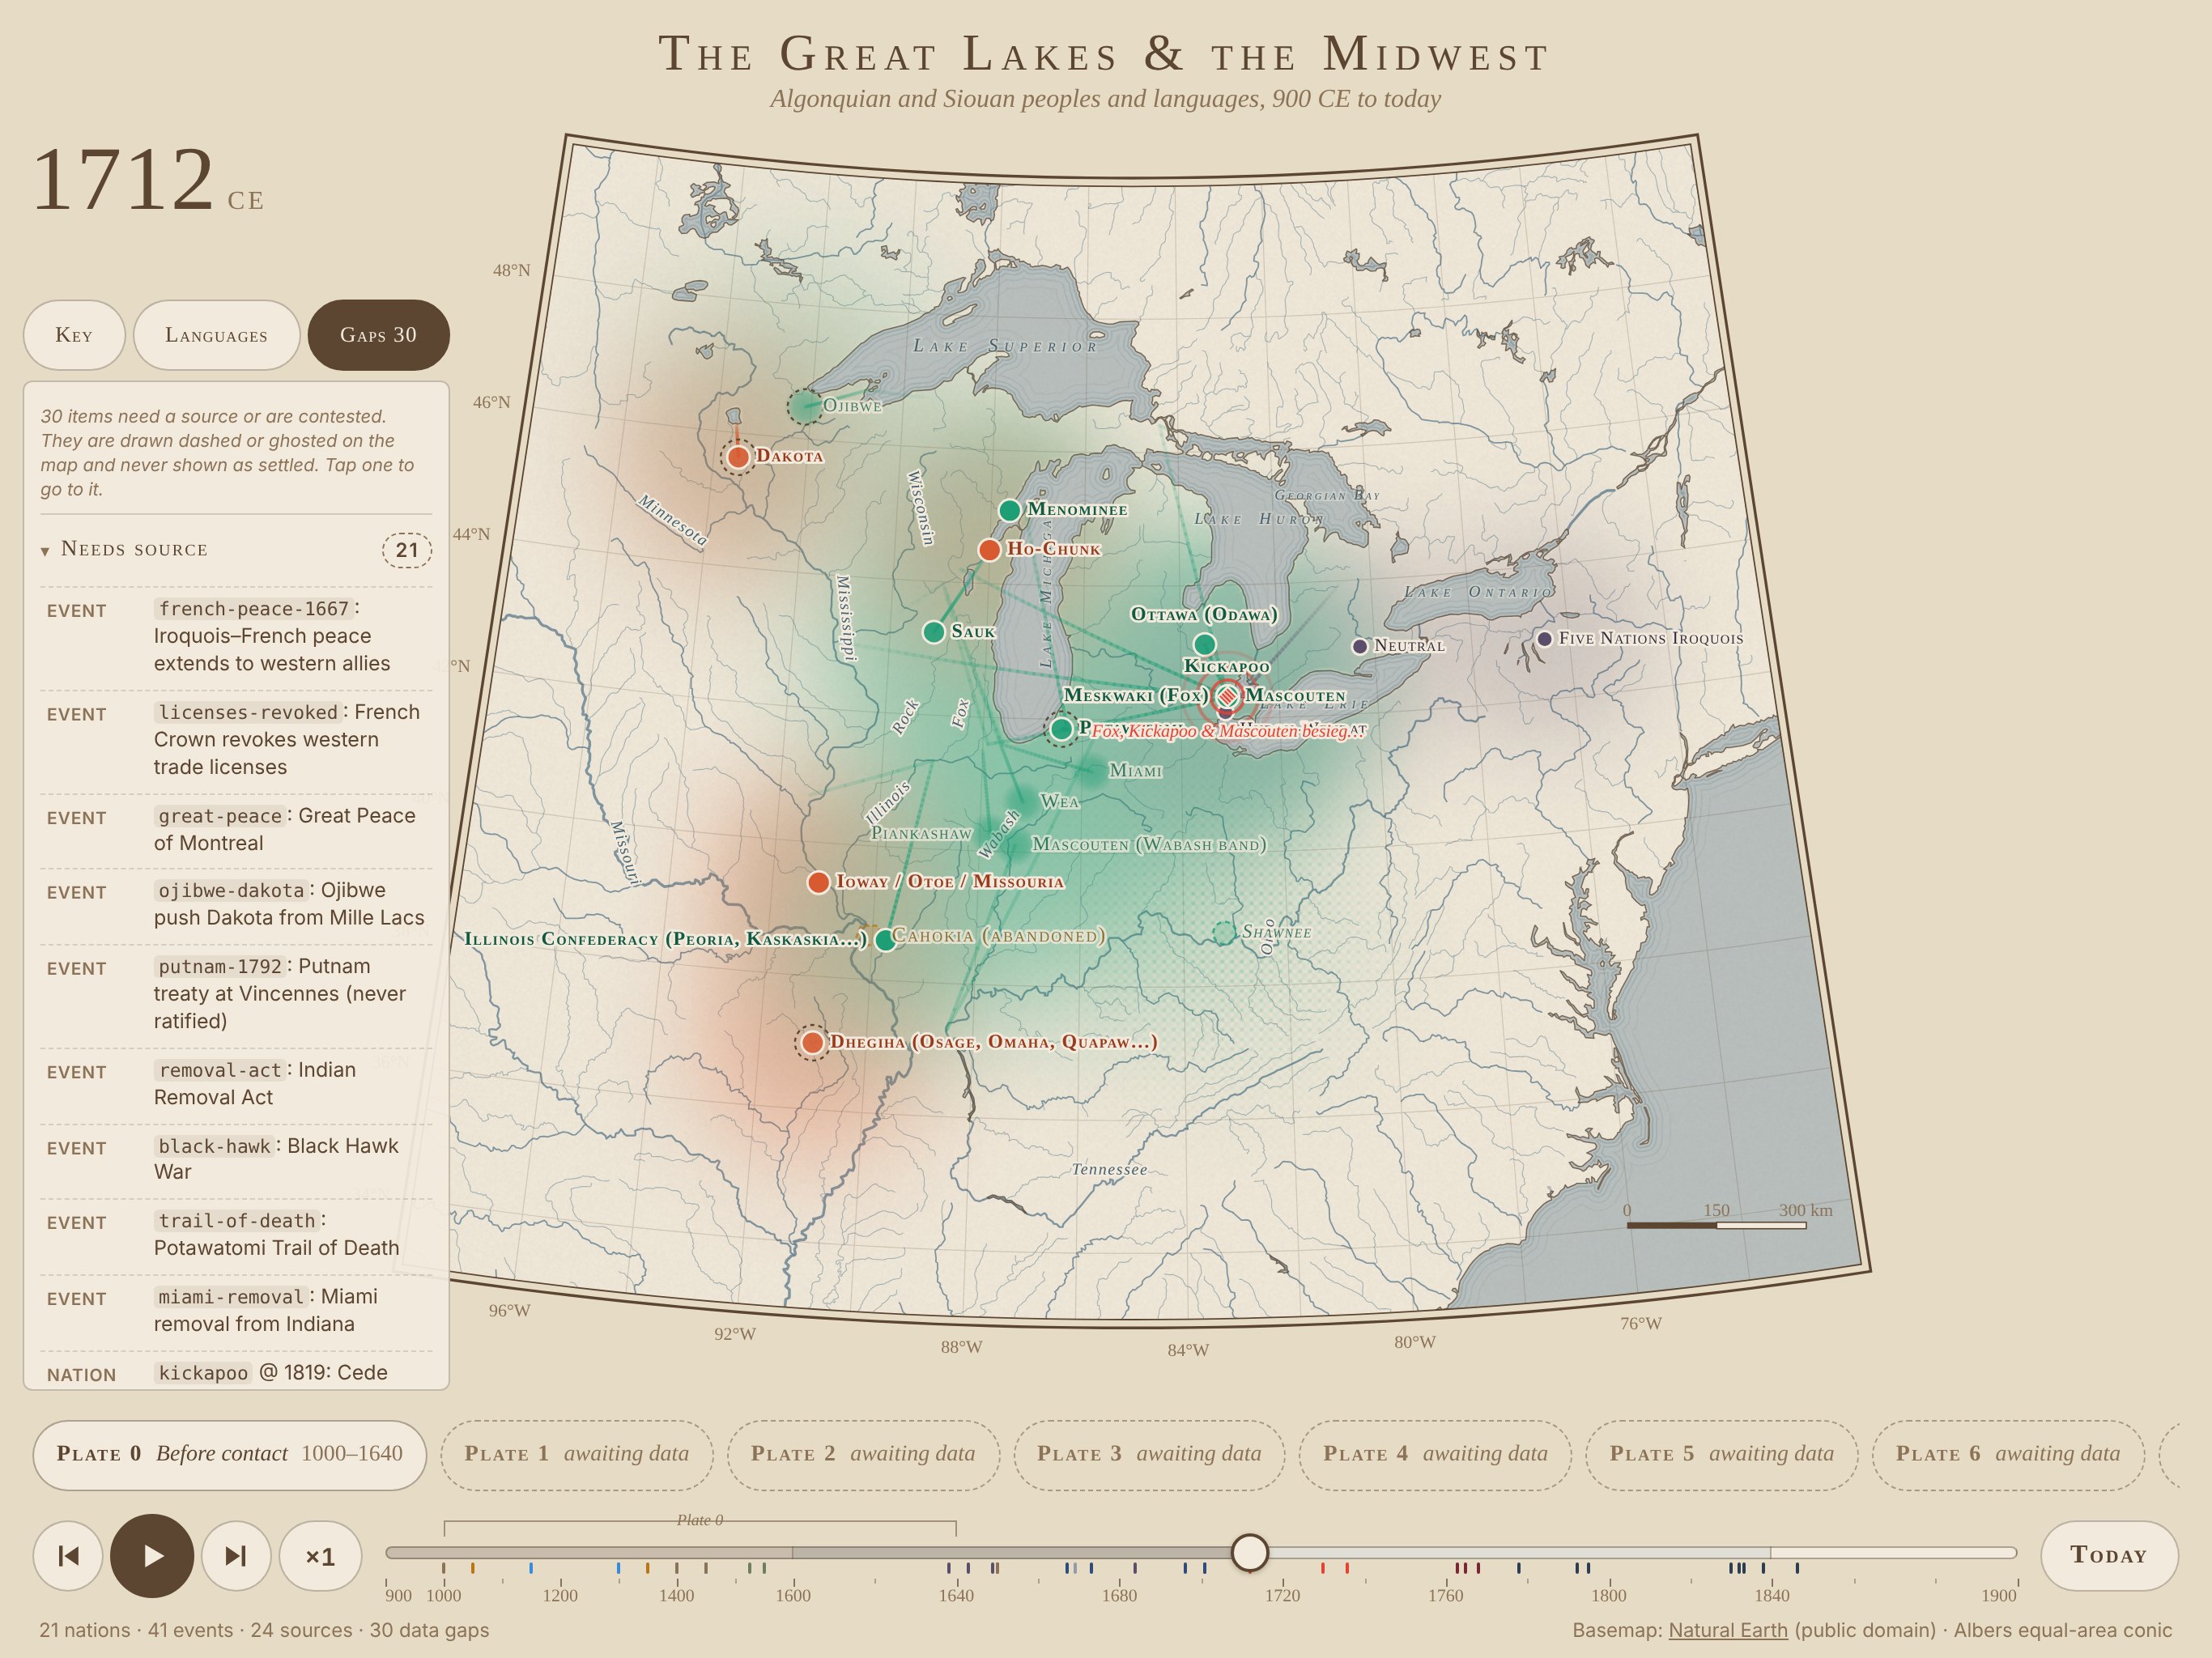 The Great Lakes & the Midwest
Algonquian and Siouan peoples and languages, 900 CE to today
1712 CE
Key
Languages
Gaps 30
30 items need a source or are contested.
They are drawn dashed or ghosted on the
map and never shown as settled. Tap one to
go to it.
▾ Needs source 21
EVENT french-peace-1667:
Iroquois–French peace
extends to western allies
EVENT licenses-revoked: French
Crown revokes western
trade licenses
EVENT great-peace: Great Peace
of Montreal
EVENT ojibwe-dakota: Ojibwe
push Dakota from Mille Lacs
EVENT putnam-1792: Putnam
treaty at Vincennes (never
ratified)
EVENT removal-act: Indian
Removal Act
EVENT black-hawk: Black Hawk
War
EVENT trail-of-death:
Potawatomi Trail of Death
EVENT miami-removal: Miami
removal from Indiana
NATION kickapoo @ 1819: Cede
48°N
46°N
44°N
°N
Lake Superior
Ojibwe
Dakota
Minnesota
Wisconsin
Menominee
Georgian Bay
Lake Huron
Ho-Chunk
Lake Michiga
Mississippi
Lake Ontario
Ottawa (Odawa)
Sauk
Neutral
Five Nations Iroquois
Kickapoo
Meskwaki (Fox)
Mascouten
Lake Erie
Rock
Fox
Fox, Kickapoo & Mascouten besieg…
Miami
Wea
Illinois
Piankashaw
Wabash
Mascouten (Wabash band)
Missouri
Ioway / Otoe / Missouria
Illinois Confederacy (Peoria, Kaskaskia…)
Cahokia (abandoned)
Shawnee
Dhegiha (Osage, Omaha, Quapaw…)
Tennessee
0 150 300 km
96°W
92°W
88°W
84°W
80°W
76°W
Plate 0 Before contact 1000–1640
Plate 1 awaiting data
Plate 2 awaiting data
Plate 3 awaiting data
Plate 4 awaiting data
Plate 5 awaiting data
Plate 6 awaiting data
Plate 0
×1
Today
900 1000 1200 1400 1600 1640 1680 1720 1760 1800 1840 1900
21 nations · 41 events · 24 sources · 30 data gaps
Basemap: Natural Earth (public domain) · Albers equal-area conic